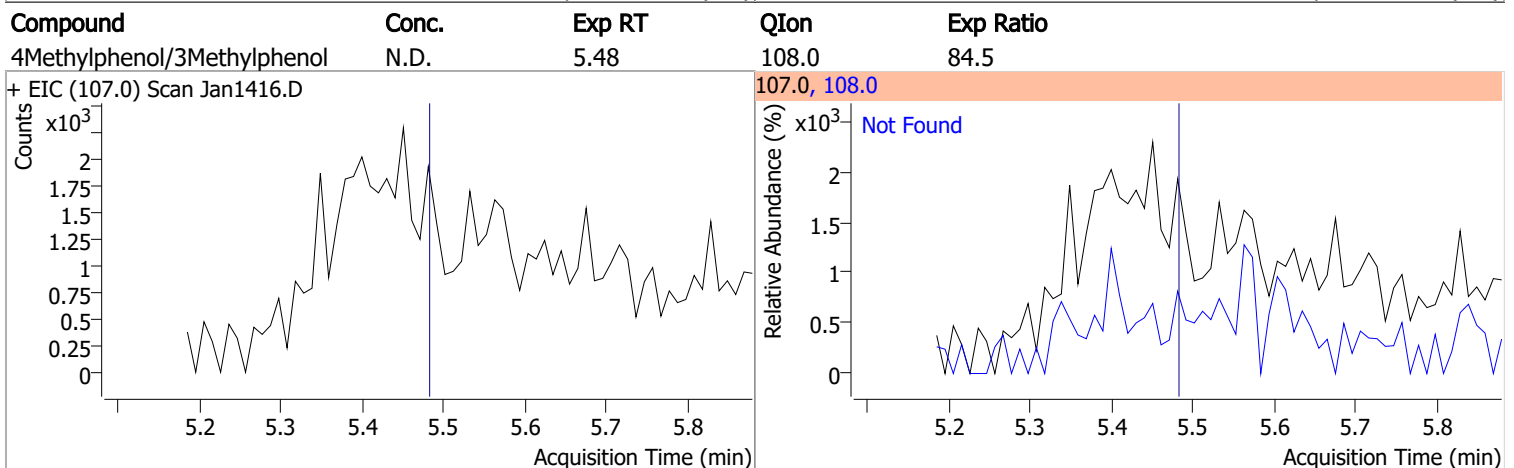 Compound Conc. Exp RT QIon Exp Ratio
4Methylphenol/3Methylphenol N.D. 5.48 108.0 84.5
+ EIC (107.0) Scan Jan1416.D
Counts
x10³
2
1.75
1.5
1.25
1
0.75
0.5
0.25
0
5.2 5.3 5.4 5.5 5.6 5.7 5.8
Acquisition Time (min)
107.0, 108.0
Relative Abundance (%)
x10³
Not Found
2
1.5
1
0.5
0
5.2 5.3 5.4 5.5 5.6 5.7 5.8
Acquisition Time (min)